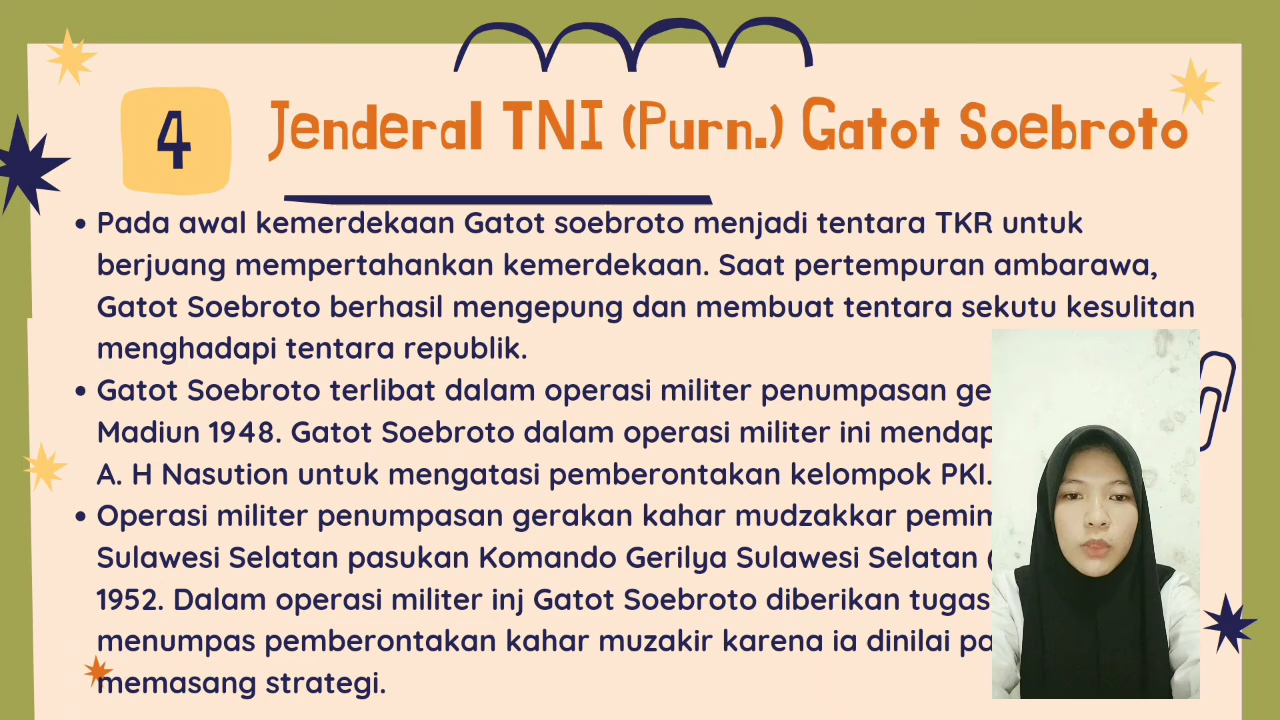 4
Jenderal TNI (Purn.) Gatot Soebroto
• Pada awal kemerdekaan Gatot soebroto menjadi tentara TKR untuk
berjuang mempertahankan kemerdekaan. Saat pertempuran ambarawa,
Gatot Soebroto berhasil mengepung dan membuat tentara sekutu kesulitan
menghadapi tentara republik.
• Gatot Soebroto terlibat dalam operasi militer penumpasan
Madiun 1948. Gatot Soebroto dalam operasi militer ini
A. H Nasution untuk mengatasi pemberontakan kelompok PKI.
• Operasi militer penumpasan gerakan kahar mudzakkar
Sulawesi Selatan pasukan Komando Gerilya Sulawesi Selatan (
1952. Dalam operasi militer inj Gatot Soebroto diberikan tugas
menumpas pemberontakan kahar muzakir karena ia dinilai
memasang strategi.